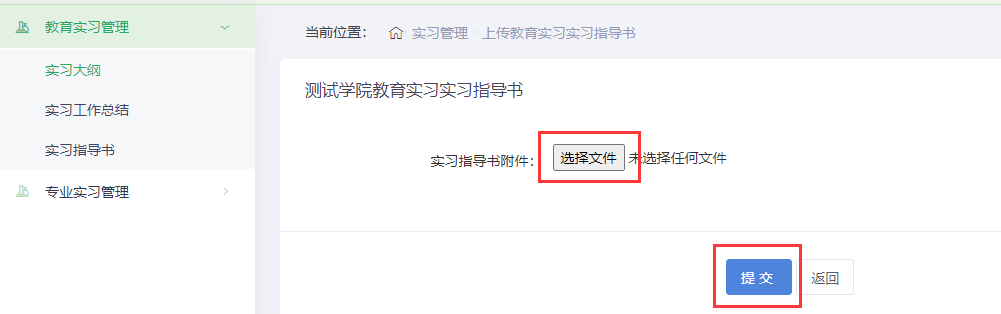 教育实习管理
实习大纲
实习工作总结
实习指导书
专业实习管理
当前位置： 实习管理 上传教育实习实习指导书
测试学院教育实习实习指导书
实习指导书附件： 选择文件 未选择任何文件
提交 返回